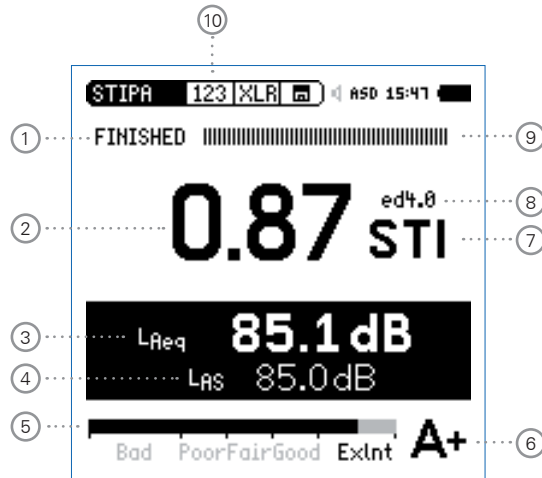 10
STIPA 123 XLR ASD 15:47
1 FINISHED 9
ed4.0 8
2 0.87 STI 7
3 LAeq 85.1 dB
4 LAS 85.0 dB
5
Bad Poor Fair Good Exlnt A+ 6